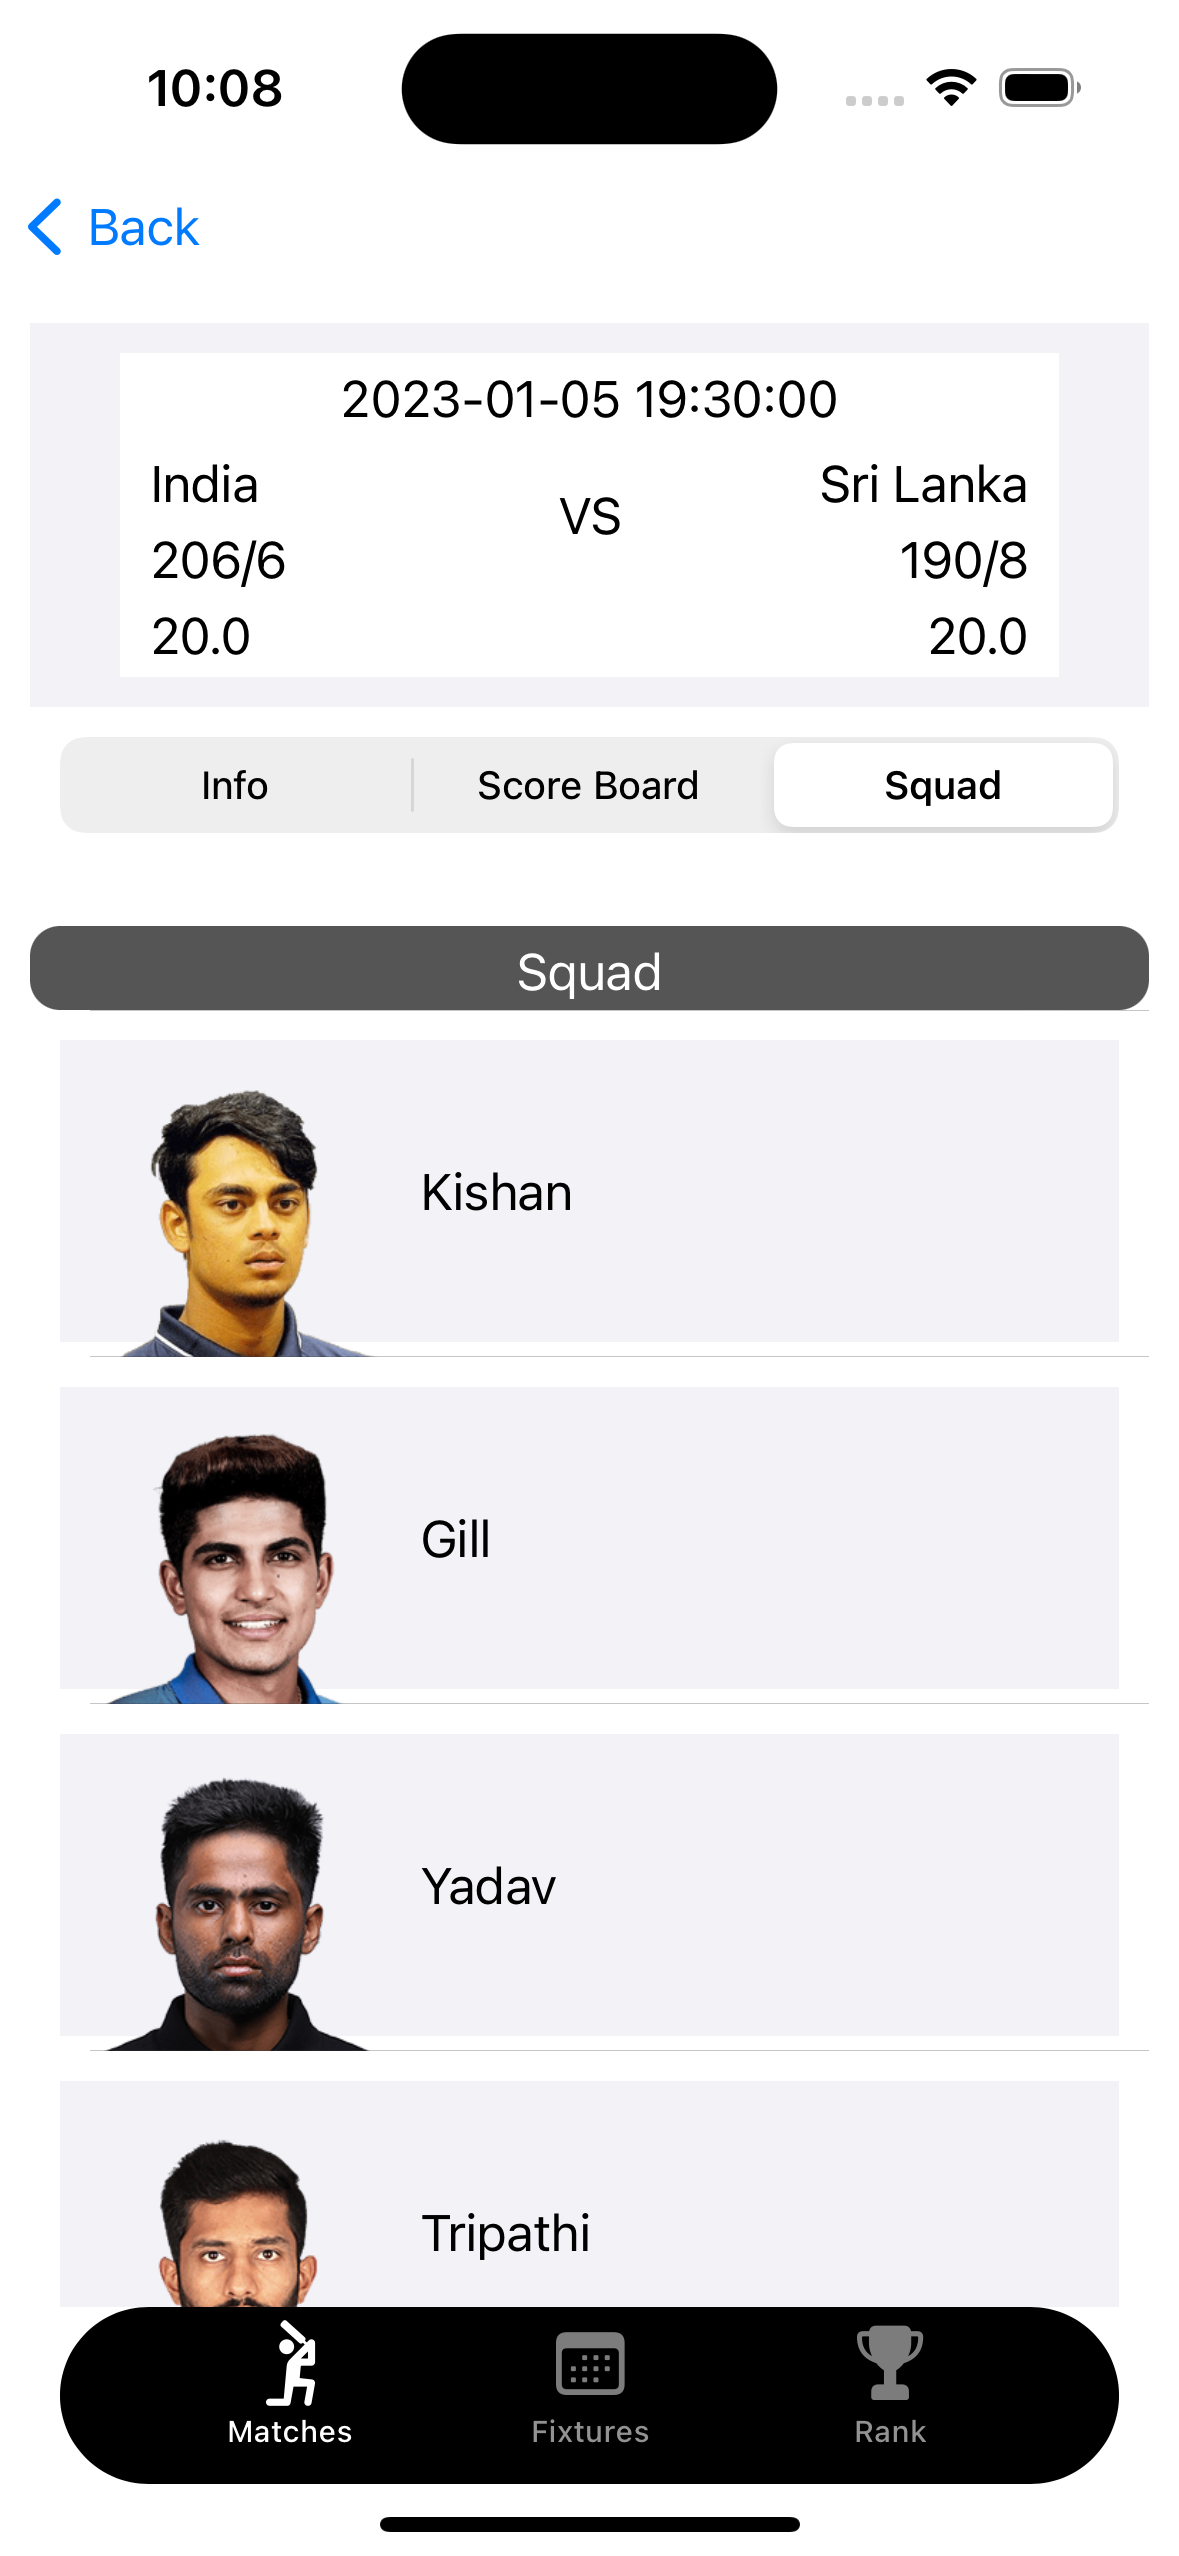 10:08
Back
2023-01-05 19:30:00
India
VS
Sri Lanka
206/6
190/8
20.0
20.0
Info
Score Board
Squad
Squad
Kishan
Gill
Yadav
Tripathi
Matches
Fixtures
Rank